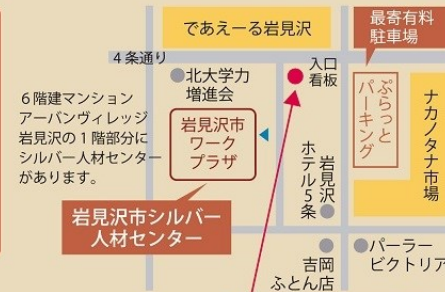 であえーる岩見沢
最寄有料
駐車場
4条通り
入口
看板
北大学力
増進会
6階建マンション
アーバンヴィレッジ
岩見沢の1階部分に
シルバー人材センター
があります。
岩見沢市
ワーク
プラザ
ぷらっと
パーキング
ナカノタナ市場
ホテル5条
岩見沢
岩見沢市シルバー
人材センター
吉岡
ふとん店
パーラー
ビクトリア